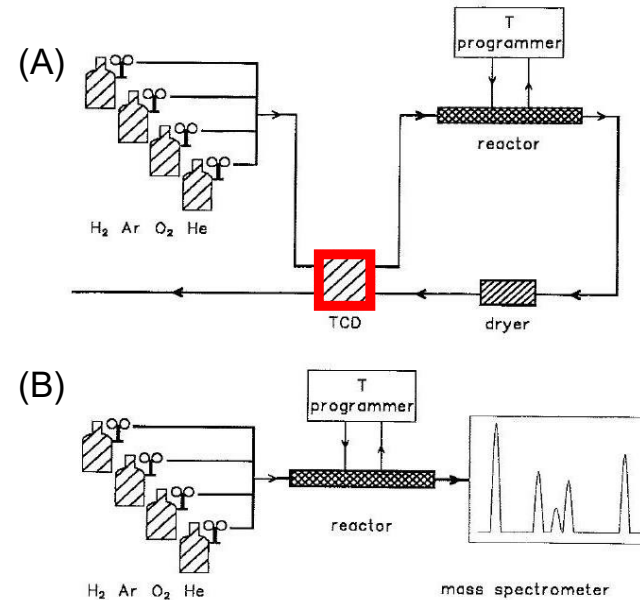 (A)
T
programmer
reactor
H₂ Ar O₂ He
TCD
dryer
(B)
T
programmer
reactor
H₂ Ar O₂ He
mass spectrometer